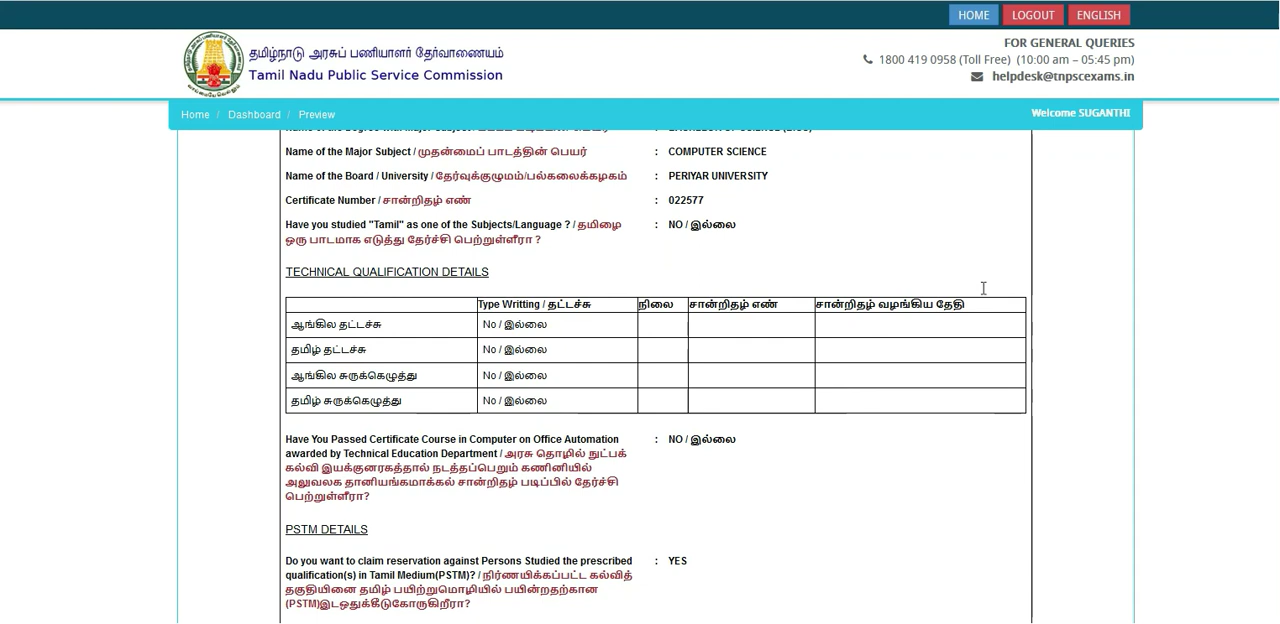 HOME LOGOUT ENGLISH
தமிழ்நாடு அரசுப் பணியாளர் தேர்வாணையம்
Tamil Nadu Public Service Commission
FOR GENERAL QUERIES
1800 419 0958 (Toll Free) (10:00 am – 05:45 pm)
helpdesk@tnpscexams.in
Home / Dashboard / Preview
Welcome SUGANTHI
Name of the Major Subject / முதன்மைப் பாடத்தின் பெயர் : COMPUTER SCIENCE
Name of the Board / University / தேர்வுக்குழுமம்/பல்கலைக்கழகம் : PERIYAR UNIVERSITY
Certificate Number / சான்றிதழ் எண் : 022577
Have you studied "Tamil" as one of the Subjects/Language ? / தமிழை : NO / இல்லை
ஒரு பாடமாக எடுத்து தேர்ச்சி பெற்றுள்ளீரா ?
TECHNICAL QUALIFICATION DETAILS
Type Writting / தட்டச்சு நிலை சான்றிதழ் எண் சான்றிதழ் வழங்கிய தேதி
ஆங்கில தட்டச்சு No / இல்லை
தமிழ் தட்டச்சு No / இல்லை
ஆங்கில சுருக்கெழுத்து No / இல்லை
தமிழ் சுருக்கெழுத்து No / இல்லை
Have You Passed Certificate Course in Computer on Office Automation : NO / இல்லை
awarded by Technical Education Department / அரசு தொழில் நுட்பக்
கல்வி இயக்குனரகத்தால் நடத்தப்பெறும் கணினியில்
அலுவலக தானியங்கமாக்கல் சான்றிதழ் படிப்பில் தேர்ச்சி
பெற்றுள்ளீரா?
PSTM DETAILS
Do you want to claim reservation against Persons Studied the prescribed : YES
qualification(s) in Tamil Medium(PSTM)? / நிர்ணயிக்கப்பட்ட கல்வித்
தகுதியினை தமிழ் பயிற்றுமொழியில் பயின்றதற்கான
(PSTM)இடஒதுக்கீடுகோருகிறீரா?